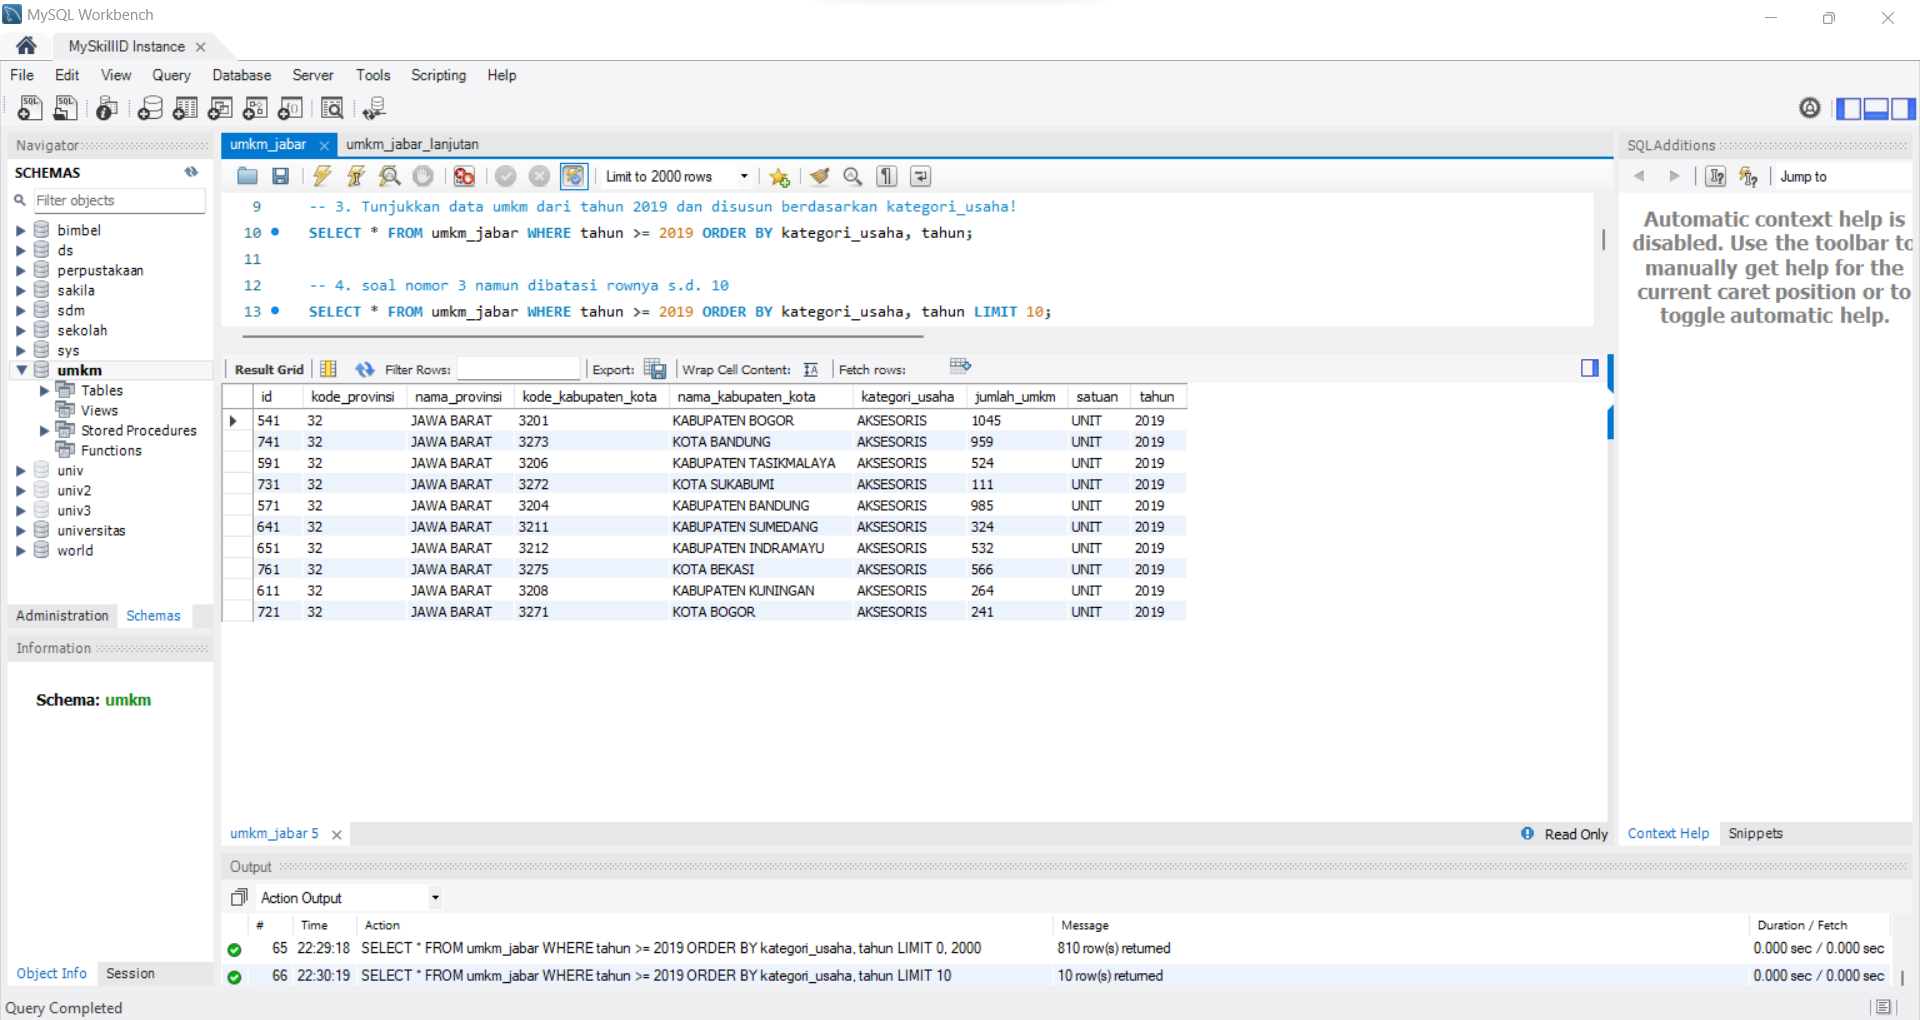 MySQL Workbench
MySkillID Instance
File Edit View Query Database Server Tools Scripting Help
Navigator
SCHEMAS
Filter objects
bimbel
ds
perpustakaan
sakila
sdm
sekolah
sys
umkm
Tables
Views
Stored Procedures
Functions
univ
univ2
univ3
universitas
world
Administration Schemas
Information
Schema: umkm
Object Info Session
umkm_jabar umkm_jabar_lanjutan
Limit to 2000 rows
9 -- 3. Tunjukkan data umkm dari tahun 2019 dan disusun berdasarkan kategori_usaha!
10 SELECT * FROM umkm_jabar WHERE tahun >= 2019 ORDER BY kategori_usaha, tahun;
11
12 -- 4. soal nomor 3 namun dibatasi rownya s.d. 10
13 SELECT * FROM umkm_jabar WHERE tahun >= 2019 ORDER BY kategori_usaha, tahun LIMIT 10;
Result Grid Filter Rows: Export: Wrap Cell Content: Fetch rows:
id kode_provinsi nama_provinsi kode_kabupaten_kota nama_kabupaten_kota kategori_usaha jumlah_umkm satuan tahun
541 32 JAWA BARAT 3201 KABUPATEN BOGOR AKSESORIS 1045 UNIT 2019
741 32 JAWA BARAT 3273 KOTA BANDUNG AKSESORIS 959 UNIT 2019
591 32 JAWA BARAT 3206 KABUPATEN TASIKMALAYA AKSESORIS 524 UNIT 2019
731 32 JAWA BARAT 3272 KOTA SUKABUMI AKSESORIS 111 UNIT 2019
571 32 JAWA BARAT 3204 KABUPATEN BANDUNG AKSESORIS 985 UNIT 2019
641 32 JAWA BARAT 3211 KABUPATEN SUMEDANG AKSESORIS 324 UNIT 2019
651 32 JAWA BARAT 3212 KABUPATEN INDRAMAYU AKSESORIS 532 UNIT 2019
761 32 JAWA BARAT 3275 KOTA BEKASI AKSESORIS 566 UNIT 2019
611 32 JAWA BARAT 3208 KABUPATEN KUNINGAN AKSESORIS 264 UNIT 2019
721 32 JAWA BARAT 3271 KOTA BOGOR AKSESORIS 241 UNIT 2019
umkm_jabar 5
Read Only
SQLAdditions
Jump to
Automatic context help is
disabled. Use the toolbar to
manually get help for the
current caret position or to
toggle automatic help.
Context Help Snippets
Output
Action Output
# Time Action Message Duration / Fetch
65 22:29:18 SELECT * FROM umkm_jabar WHERE tahun >= 2019 ORDER BY kategori_usaha, tahun LIMIT 0, 2000 810 row(s) returned 0.000 sec / 0.000 sec
66 22:30:19 SELECT * FROM umkm_jabar WHERE tahun >= 2019 ORDER BY kategori_usaha, tahun LIMIT 10 10 row(s) returned 0.000 sec / 0.000 sec
Query Completed